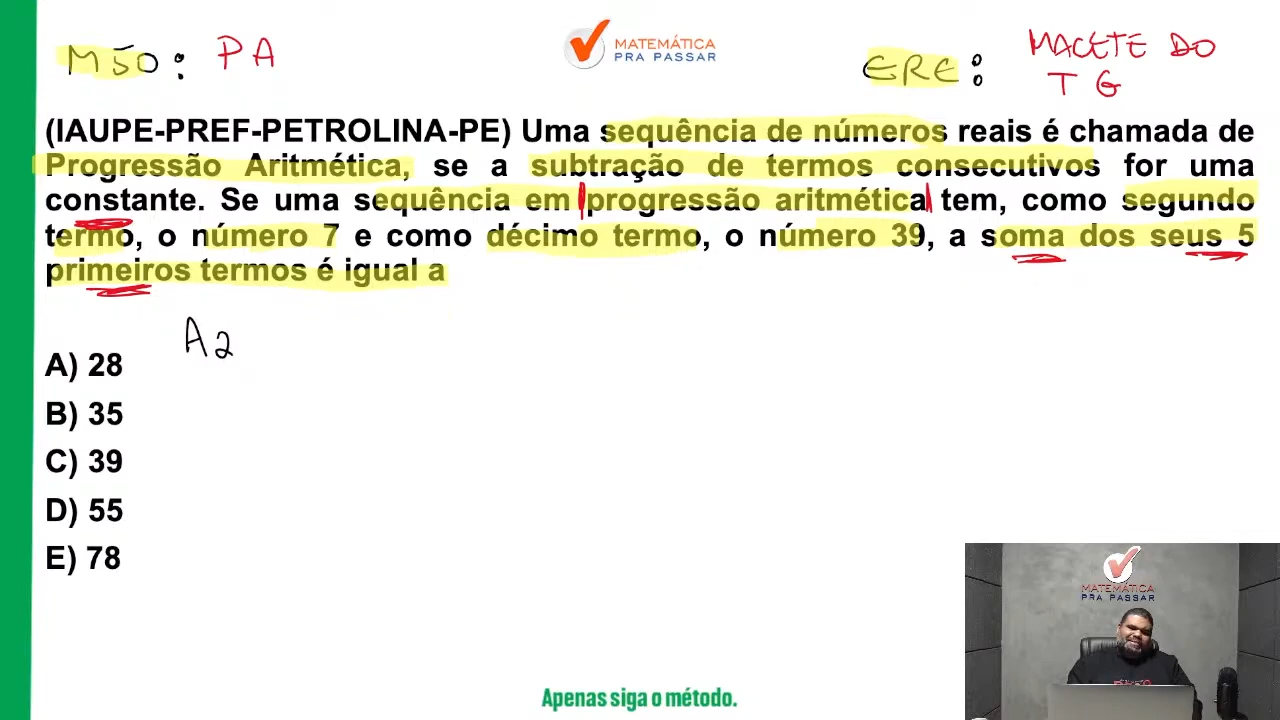 M50: PA
MATEMÁTICA
PRA PASSAR
ERE: MACETE DO
TG
(IAUPE-PREF-PETROLINA-PE) Uma sequência de números reais é chamada de
Progressão Aritmética, se a subtração de termos consecutivos for uma
constante. Se uma sequência em progressão aritmética tem, como segundo
termo, o número 7 e como décimo termo, o número 39, a soma dos seus 5
primeiros termos é igual a
A2
A) 28
B) 35
C) 39
D) 55
E) 78
MATEMÁTICA
PRA PASSAR
Apenas siga o método.